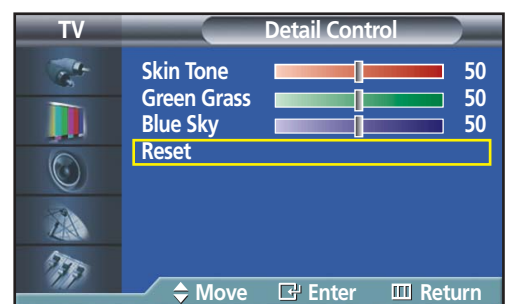 TV Detail Control
Skin Tone 50
Green Grass 50
Blue Sky 50
Reset
Move Enter Return